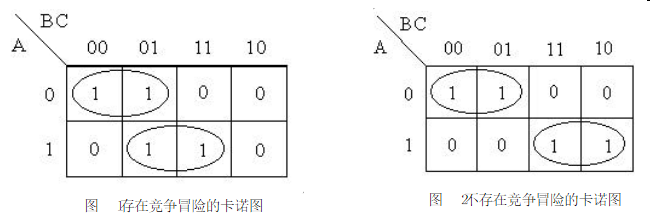 BC
A
00 01 11 10
0 1 1 0 0
1 0 1 1 0
图 1存在竞争冒险的卡诺图
BC
A
00 01 11 10
0 1 1 0 0
1 0 0 1 1
图 2不存在竞争冒险的卡诺图